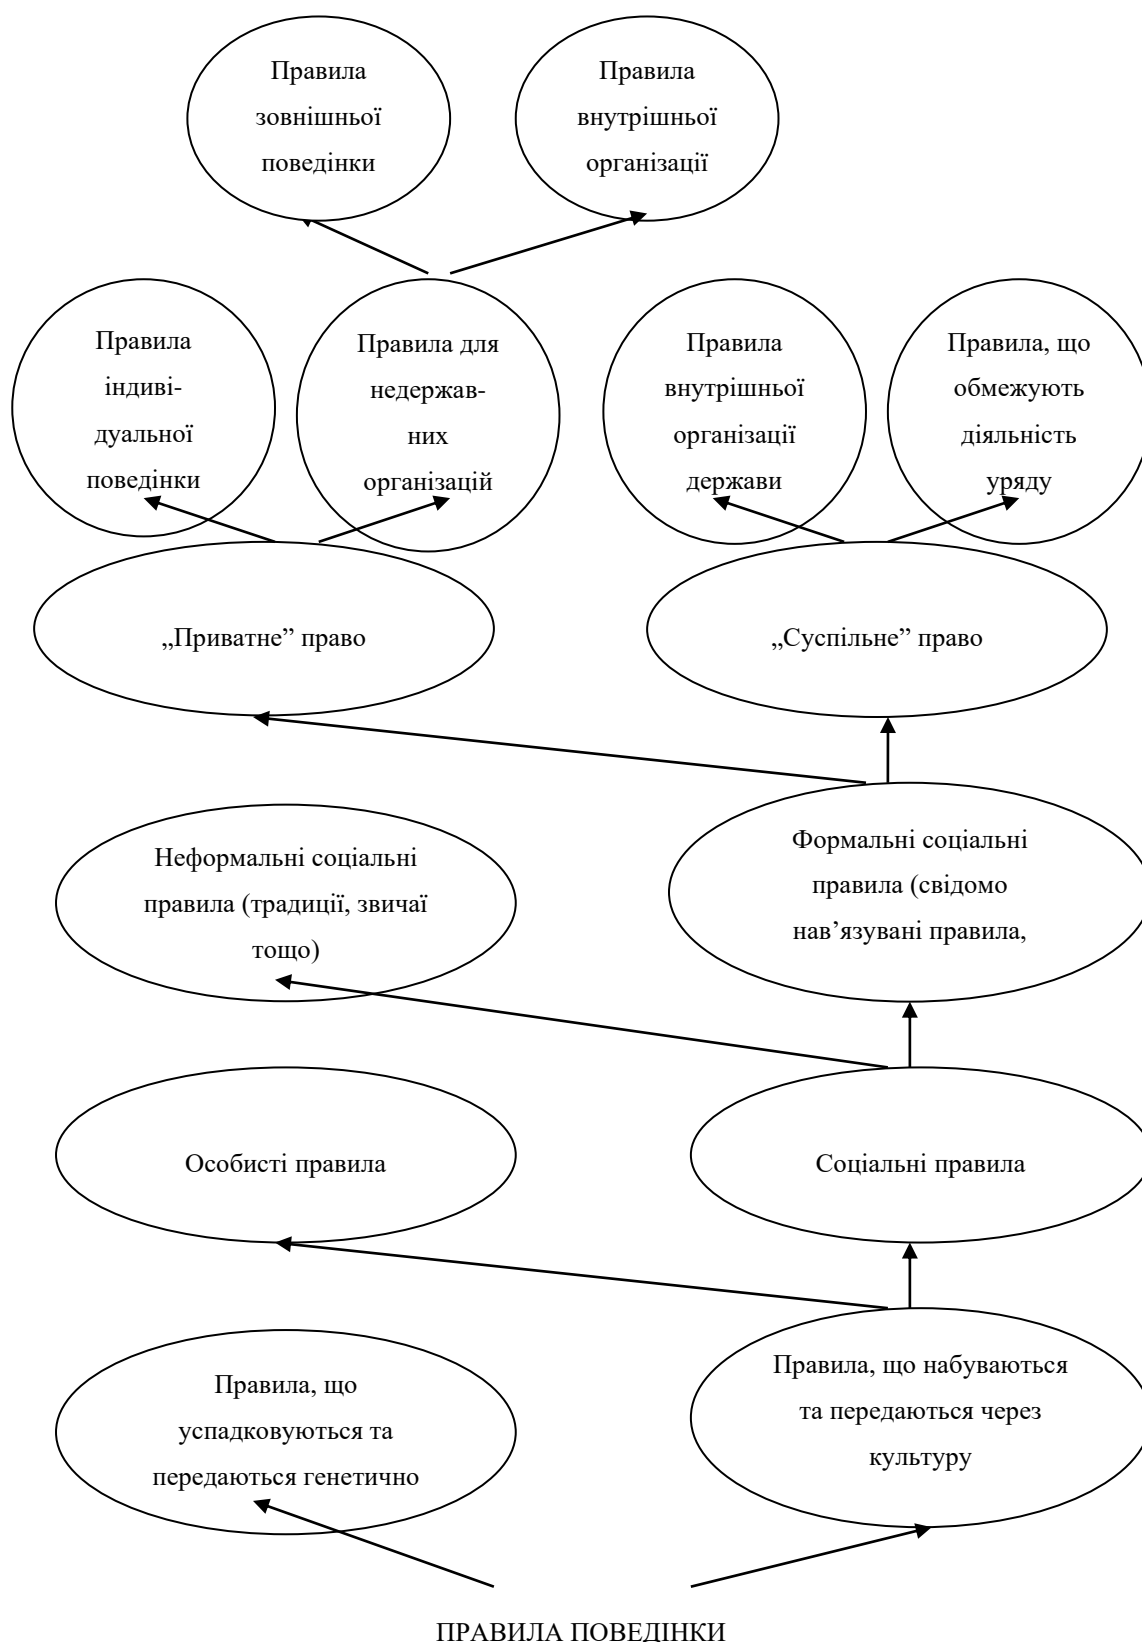 Правила
зовнішньої
поведінки
Правила
внутрішньої
організації
Правила
індиві-
дуальної
поведінки
Правила для
недержав-
них
організацій
Правила
внутрішньої
організації
держави
Правила, що
обмежують
діяльність
уряду
„Приватне” право
„Суспільне” право
Неформальні соціальні
правила (традиції, звичаї
тощо)
Формальні соціальні
правила (свідомо
нав’язувані правила,
Особисті правила
Соціальні правила
Правила, що
успадковуються та
передаються генетично
Правила, що набуваються
та передаються через
культуру
ПРАВИЛА ПОВЕДІНКИ